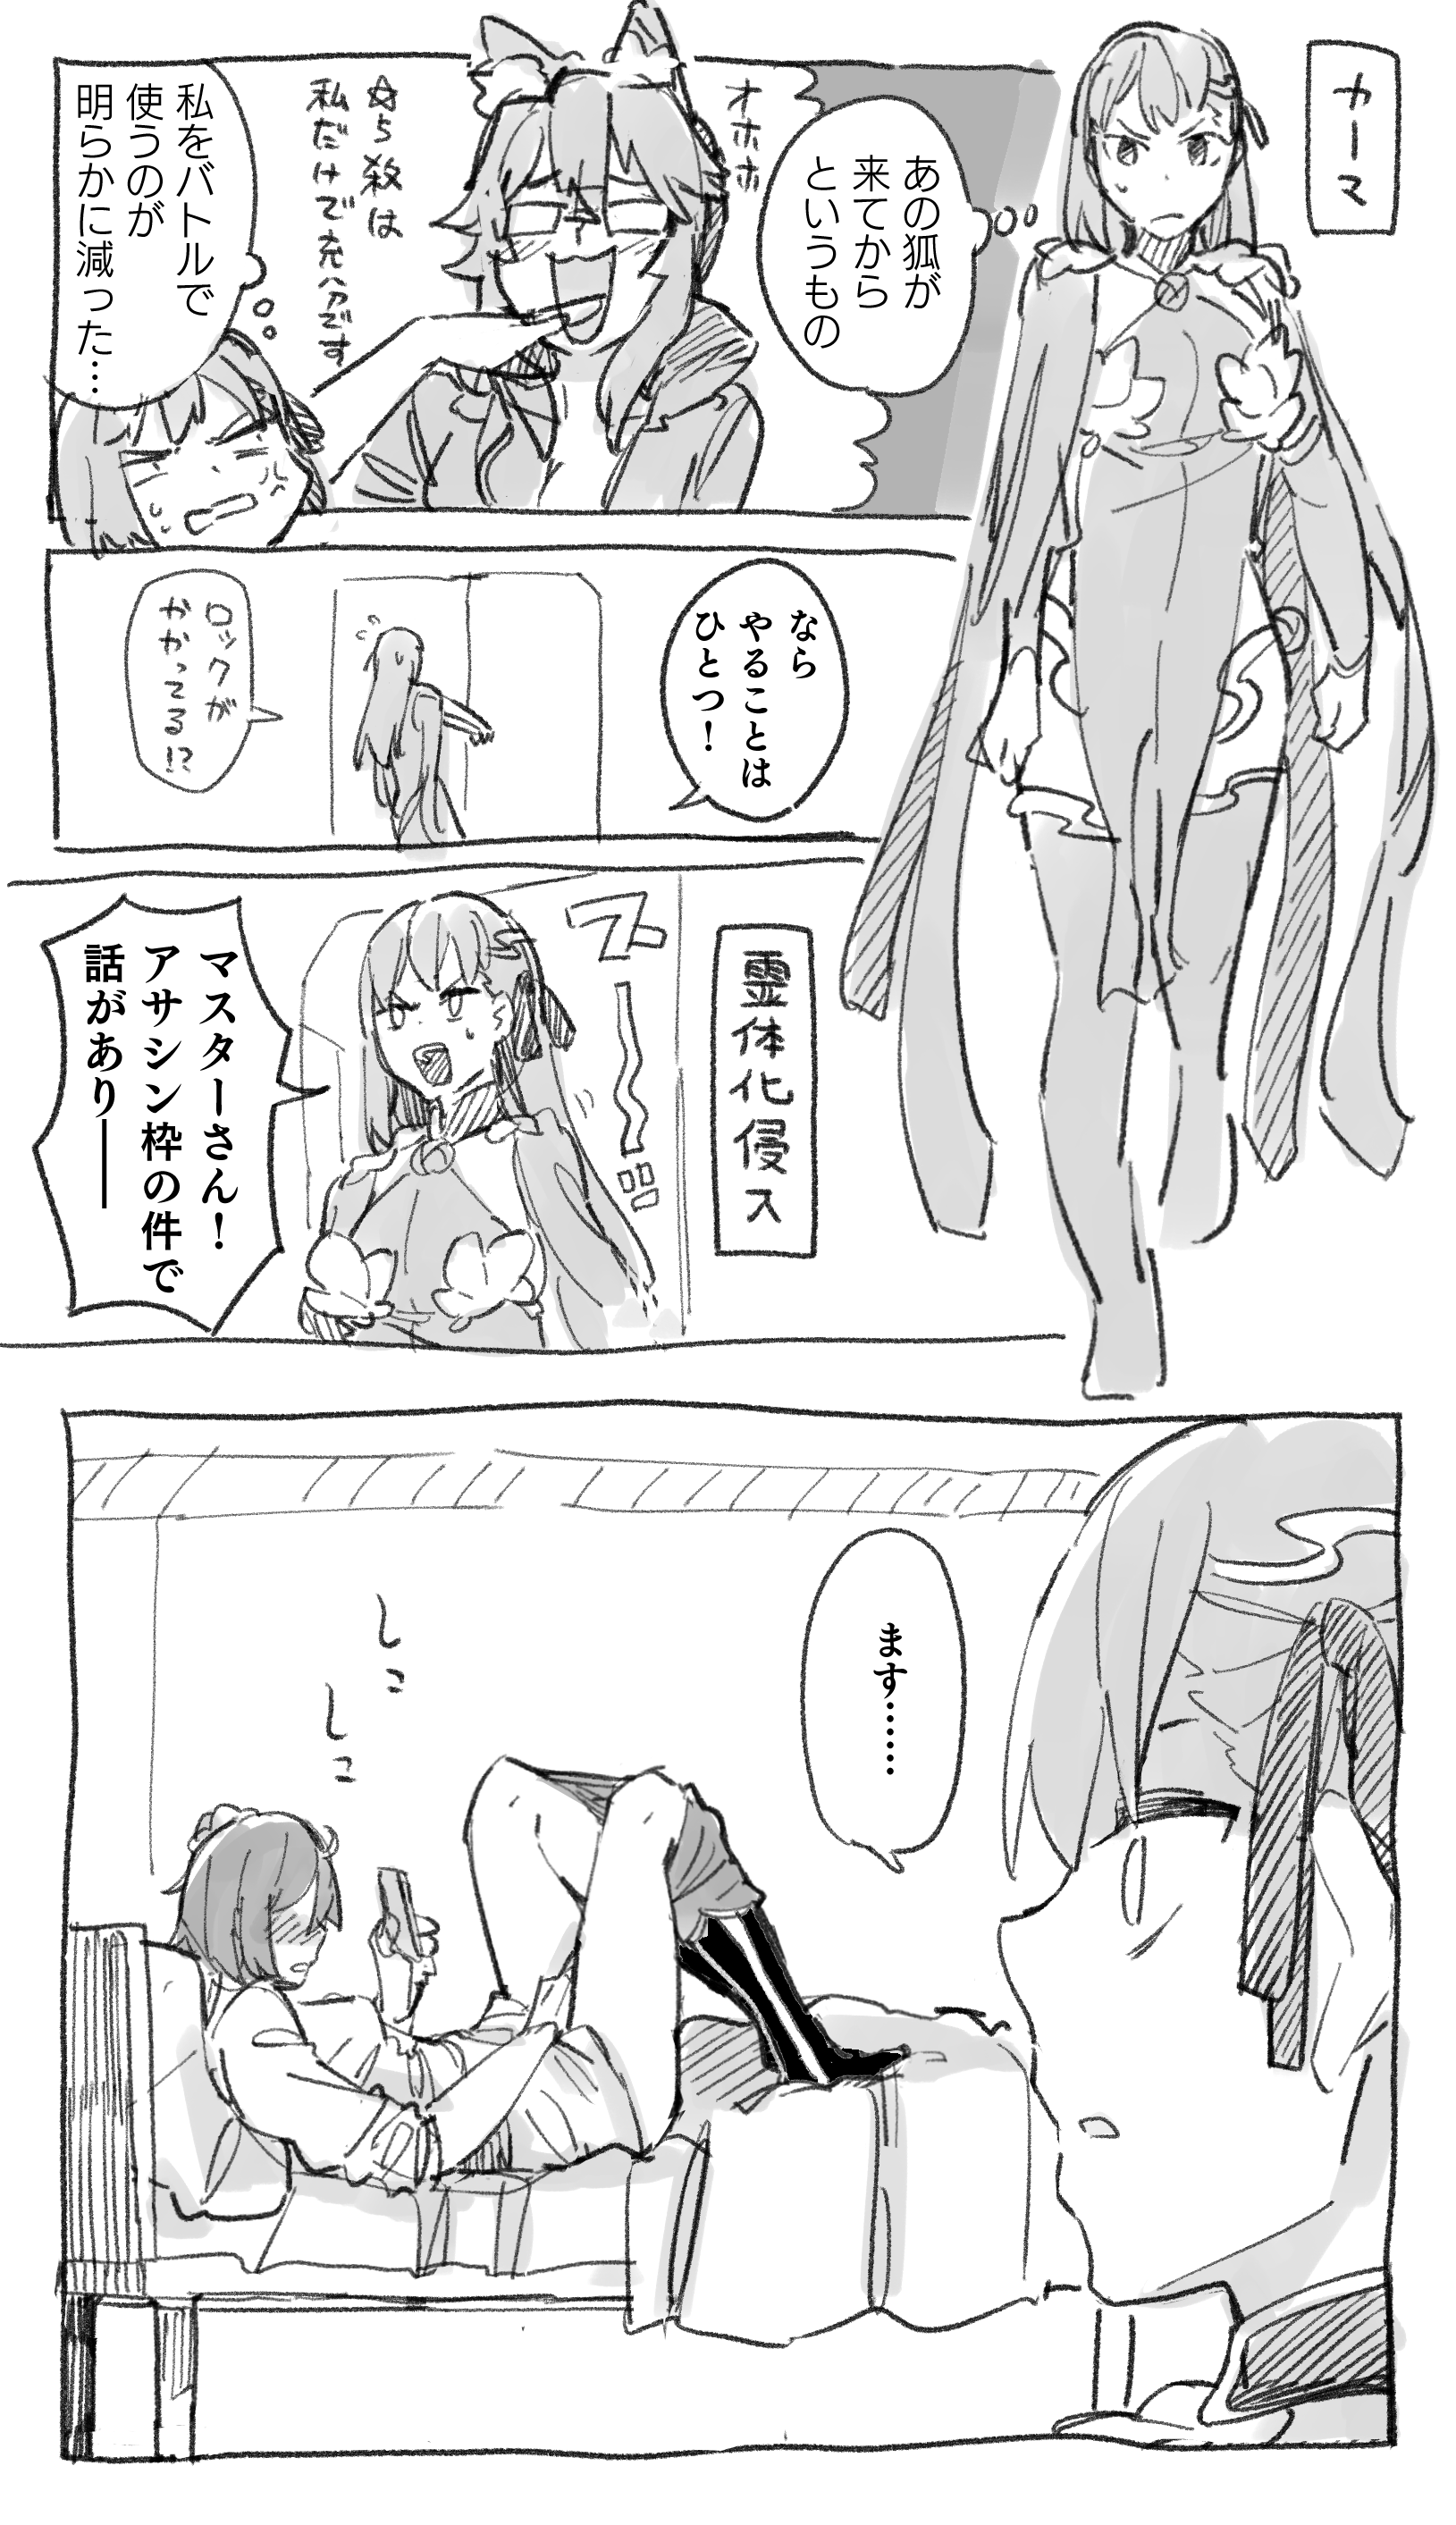 カーマ
あの狐が
来てから
というもの
オホホ
☆5殺は
私だけで充分です
私をバトルで
使うのが
明らかに減った…
なら
やることは
ひとつ！
ロックが
かかってる!?
霊体化侵入
ズ
マスターさん！
アサシン枠の件で
話があり――
ます……
しこ
しこ